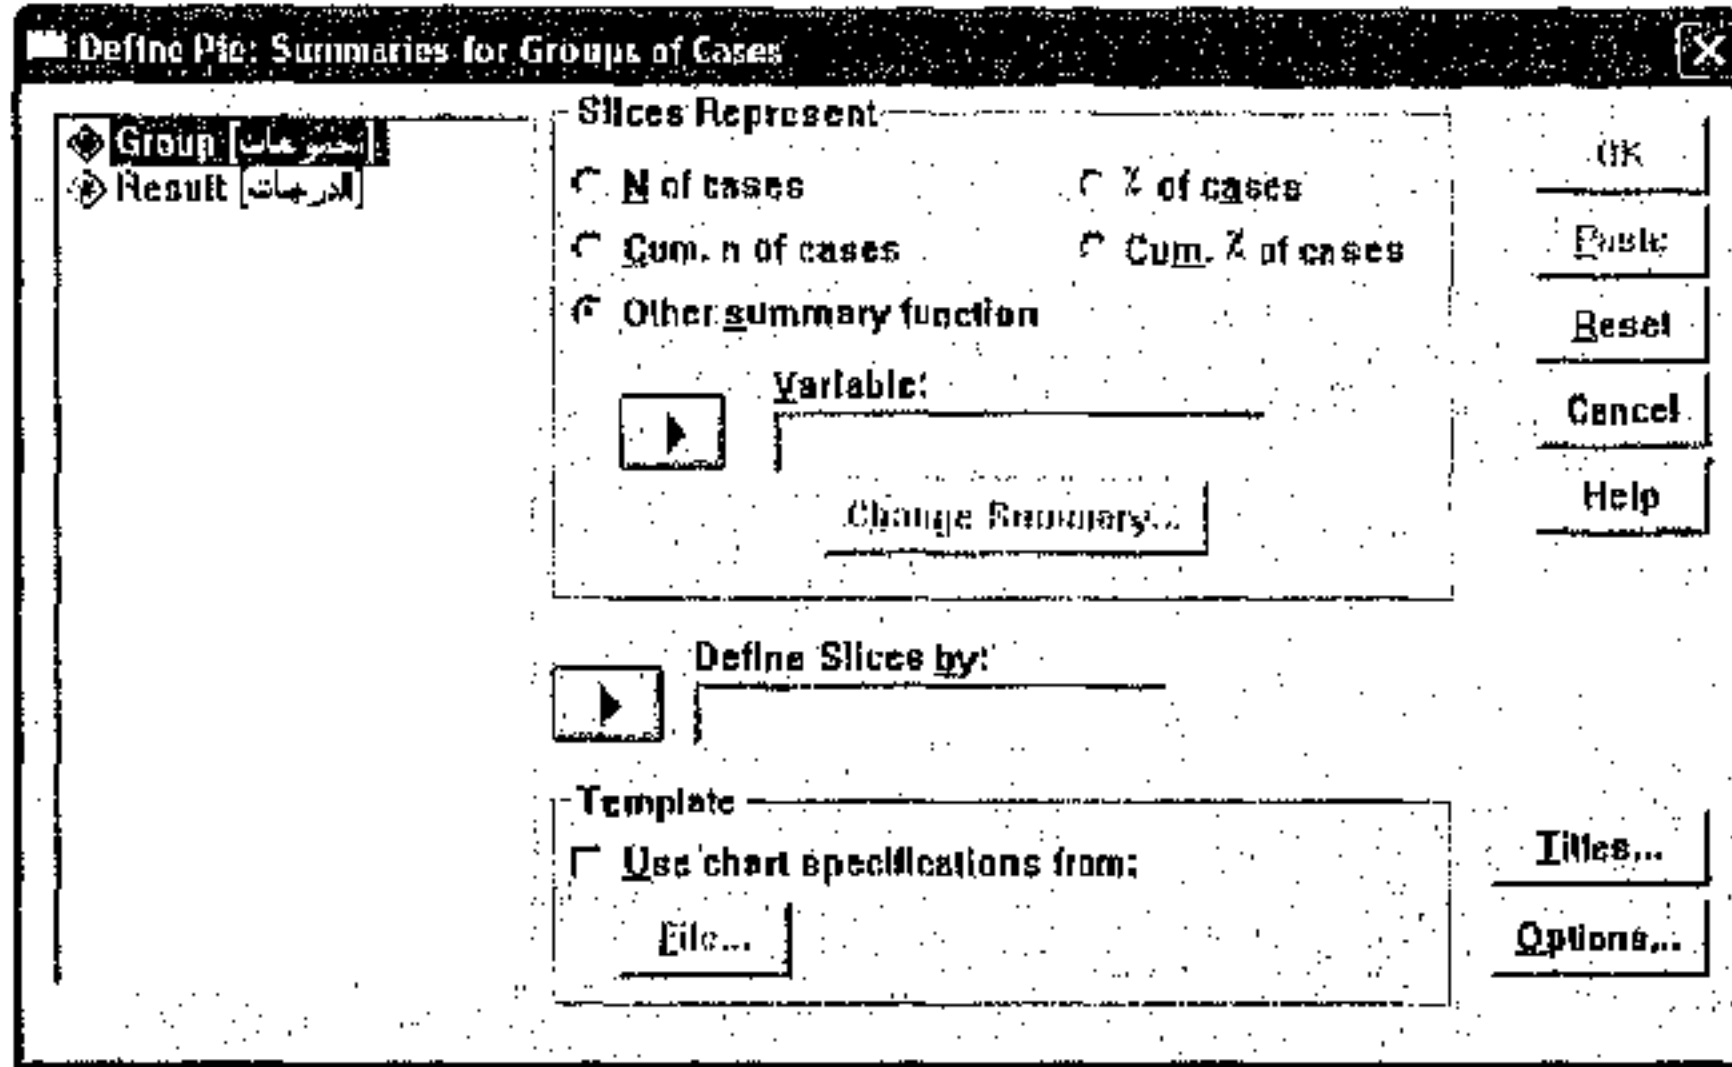 Define Pie: Summaries for Groups of Cases
Group [المجموعات]
Result [الدرجات]
Slices Represent
N of cases
% of cases
Cum. n of cases
Cum. % of cases
Other summary function
Variable:
Change Summary...
Define Slices by:
Template
Use chart specifications from:
File...
OK
Paste
Reset
Cancel
Help
Titles...
Options...